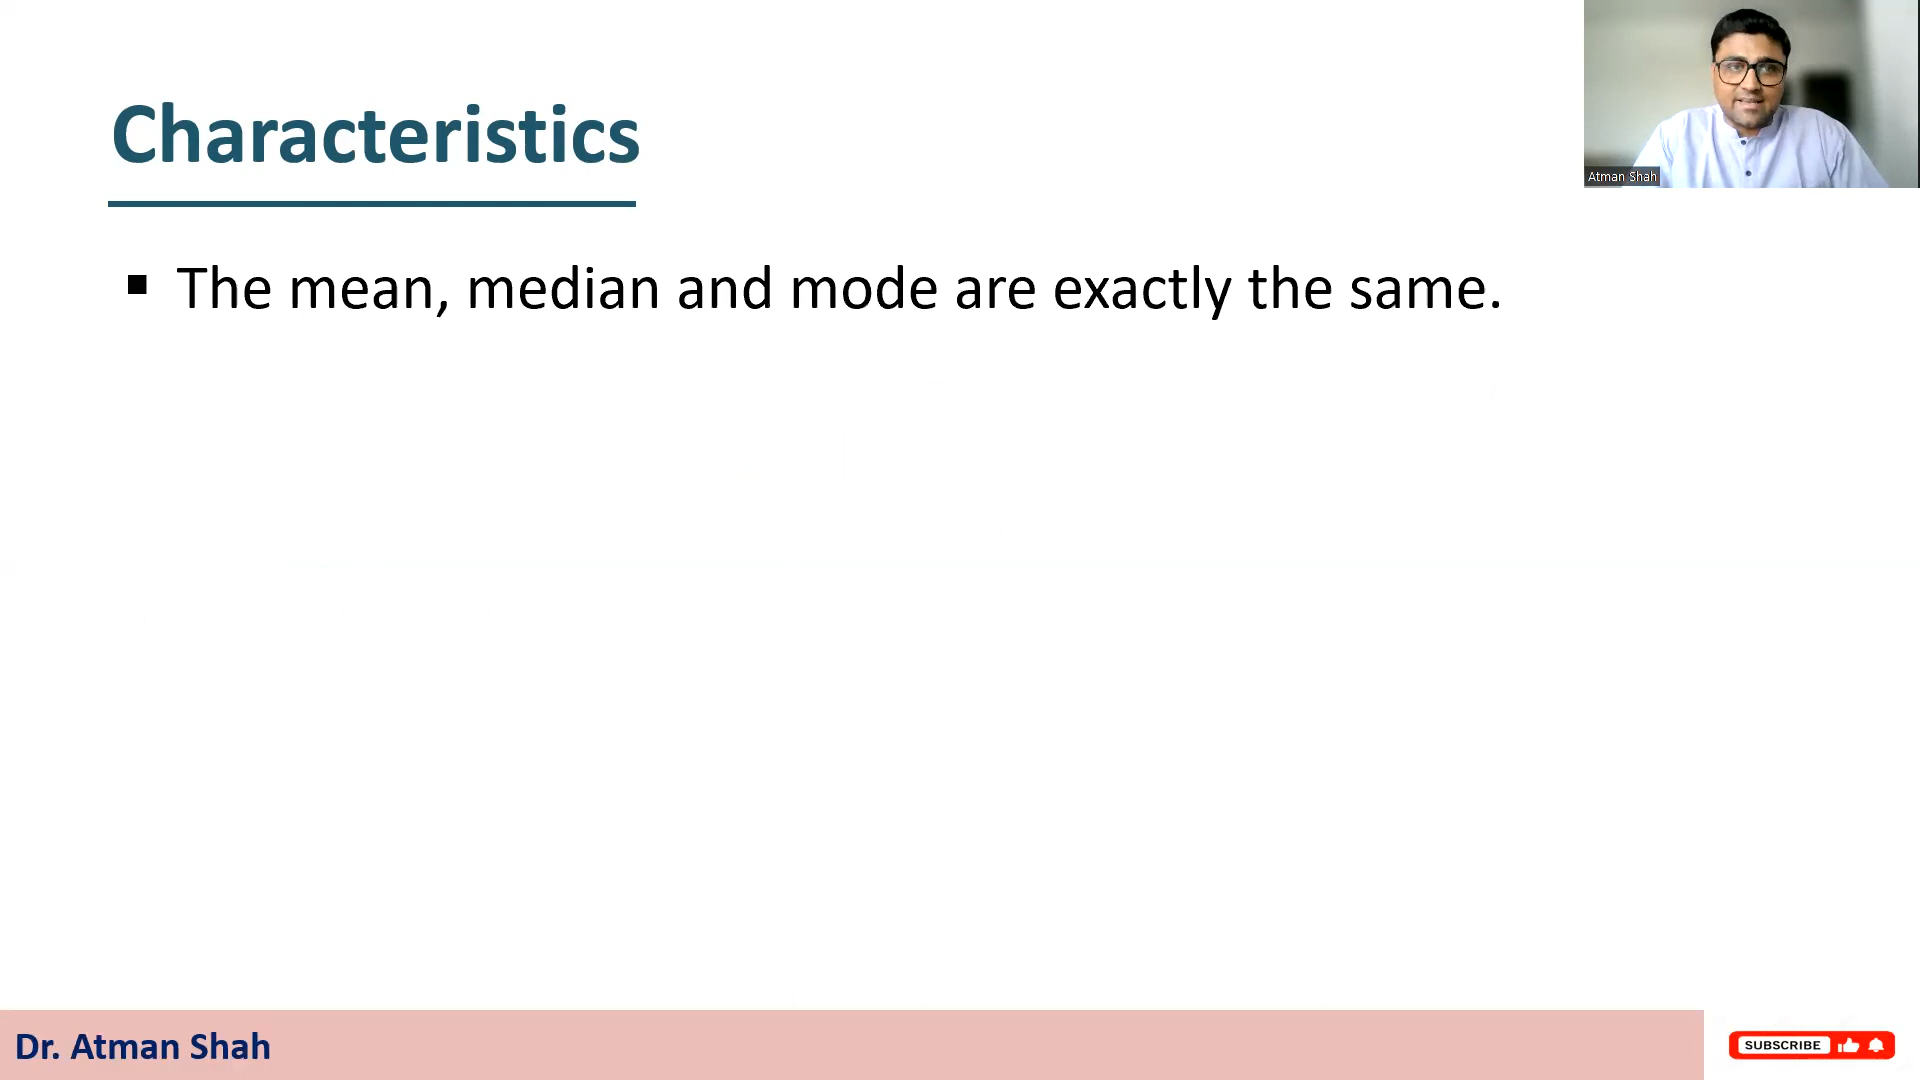 Characteristics
Atman Shah
▪ The mean, median and mode are exactly the same.
Dr. Atman Shah
SUBSCRIBE